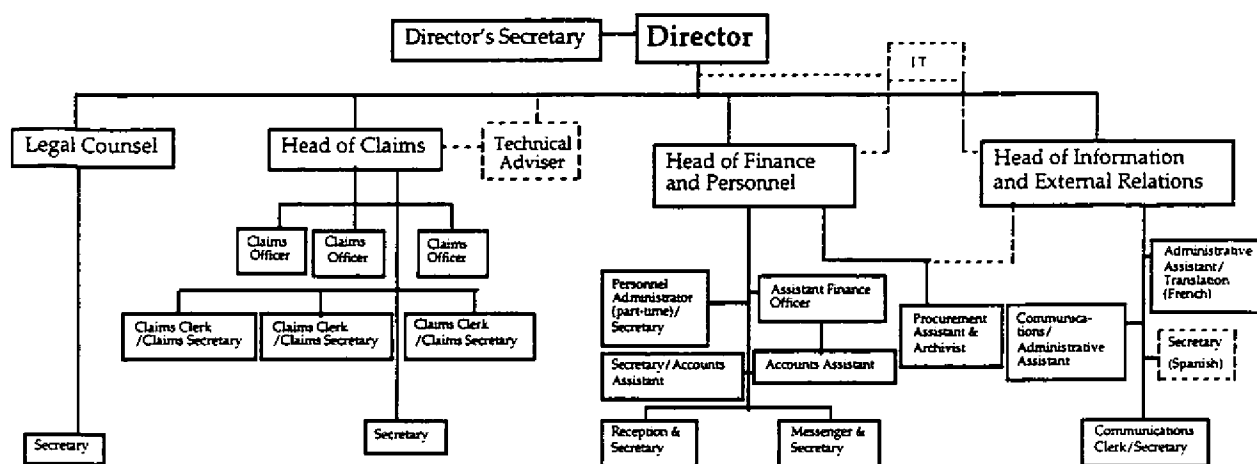 Director's Secretary
Director
IT
Legal Counsel
Head of Claims
Technical
Adviser
Head of Finance
and Personnel
Head of Information
and External Relations
Claims
Officer
Claims
Officer
Claims
Officer
Administrative
Assistant/
Translation
(French)
Personnel
Administrator
(part-time)/
Secretary
Assistant Finance
Officer
Procurement
Assistant &
Archivist
Communica-
tions/
Administrative
Assistant
Claims Clerk
/Claims Secretary
Claims Clerk
/Claims Secretary
Claims Clerk
/Claims Secretary
Secretary
(Spanish)
Secretary/Accounts
Assistant
Accounts Assistant
Secretary
Secretary
Reception &
Secretary
Messenger &
Secretary
Communications
Clerk/Secretary